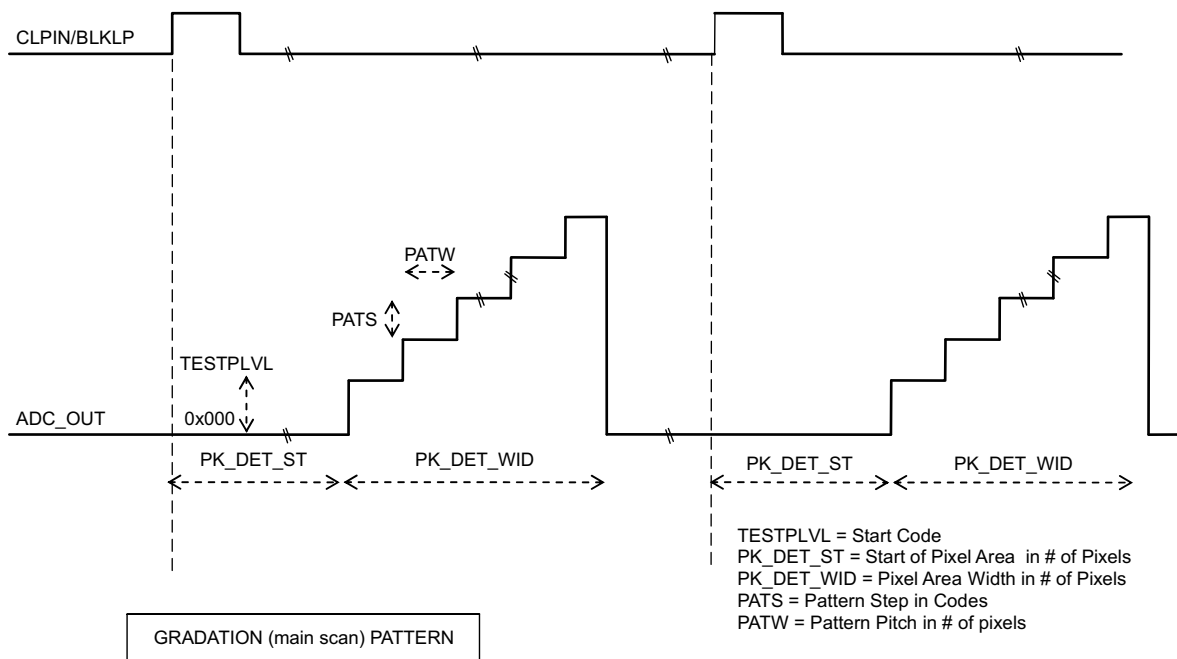 CLPIN/BLKLP
PATW
PATS
TESTPLVL
ADC_OUT
0x000
PK_DET_ST
PK_DET_WID
PK_DET_ST
PK_DET_WID
TESTPLVL = Start Code
PK_DET_ST = Start of Pixel Area in # of Pixels
PK_DET_WID = Pixel Area Width in # of Pixels
PATS = Pattern Step in Codes
PATW = Pattern Pitch in # of pixels
GRADATION (main scan) PATTERN